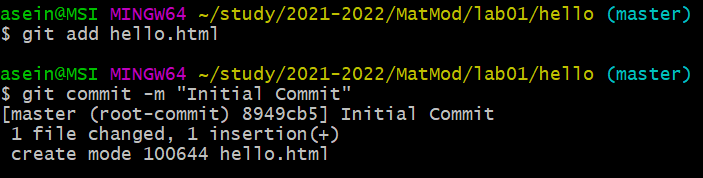 asein@MSI MINGW64 ~/study/2021-2022/MatMod/lab01/hello (master)
$ git add hello.html
asein@MSI MINGW64 ~/study/2021-2022/MatMod/lab01/hello (master)
$ git commit -m "Initial Commit"
[master (root-commit) 8949cb5] Initial Commit
 1 file changed, 1 insertion(+)
 create mode 100644 hello.html